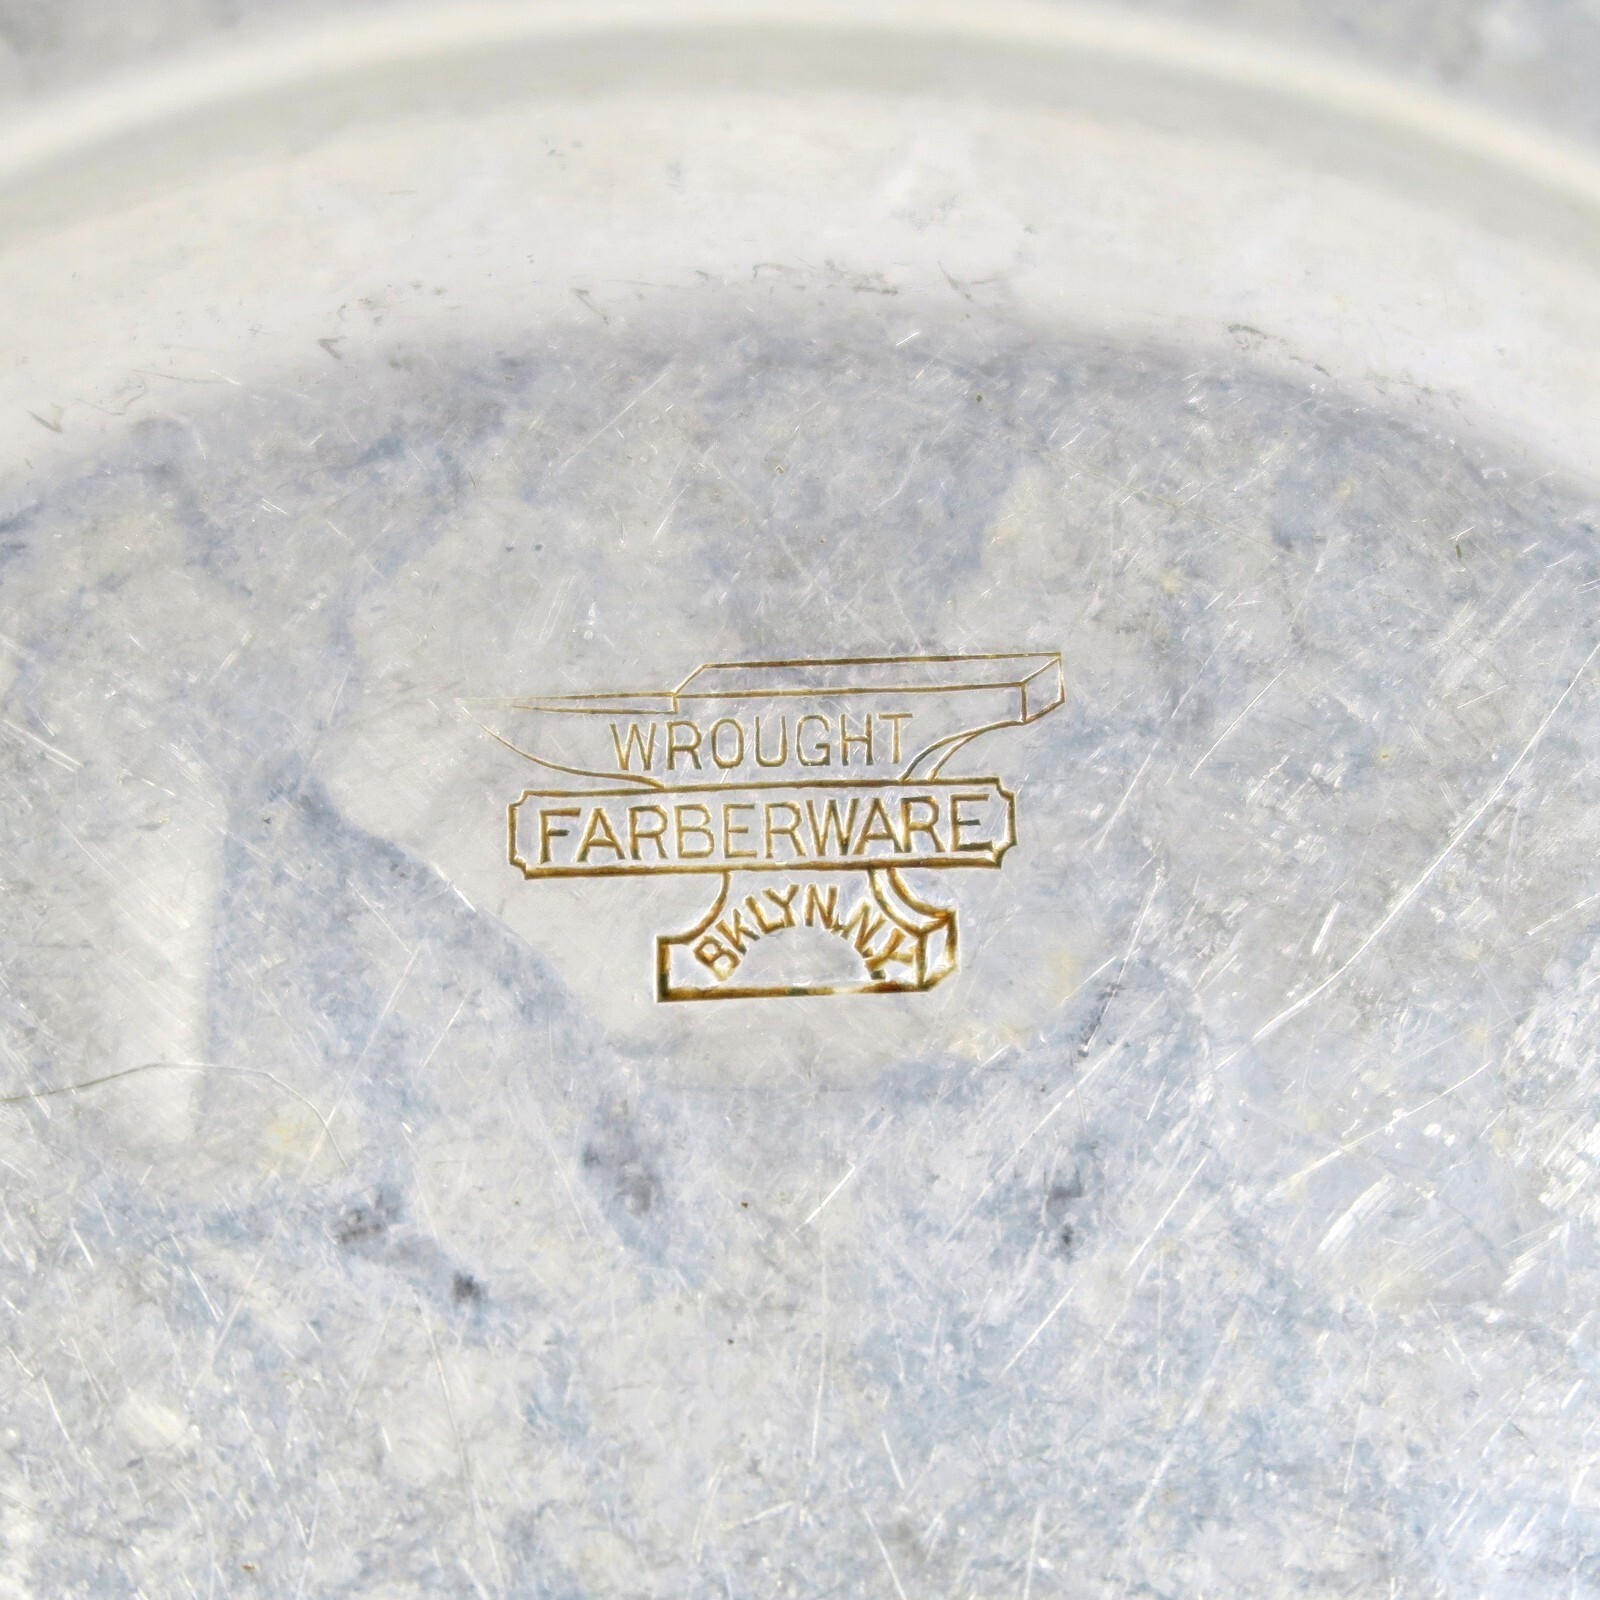 WROUGHT
FARBERWARE
BKLYN, N.Y.